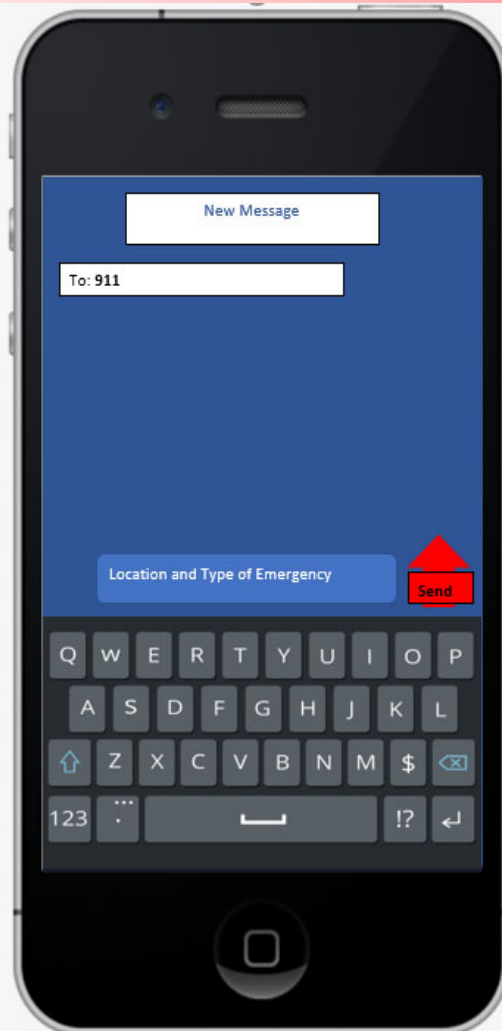 New Message
To: 911
Location and Type of Emergency
Send
Q W E R T Y U I O P
A S D F G H J K L
Z X C V B N M $
123 . !?